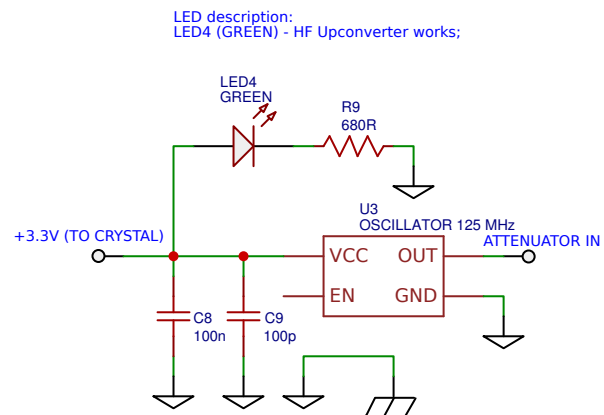 LED description:
LED4 (GREEN) - HF Upconverter works;
LED4
GREEN
R9
680R
U3
OSCILLATOR 125 MHz
+3.3V (TO CRYSTAL)
ATTENUATOR IN
VCC OUT
EN GND
C8
100n
C9
100p